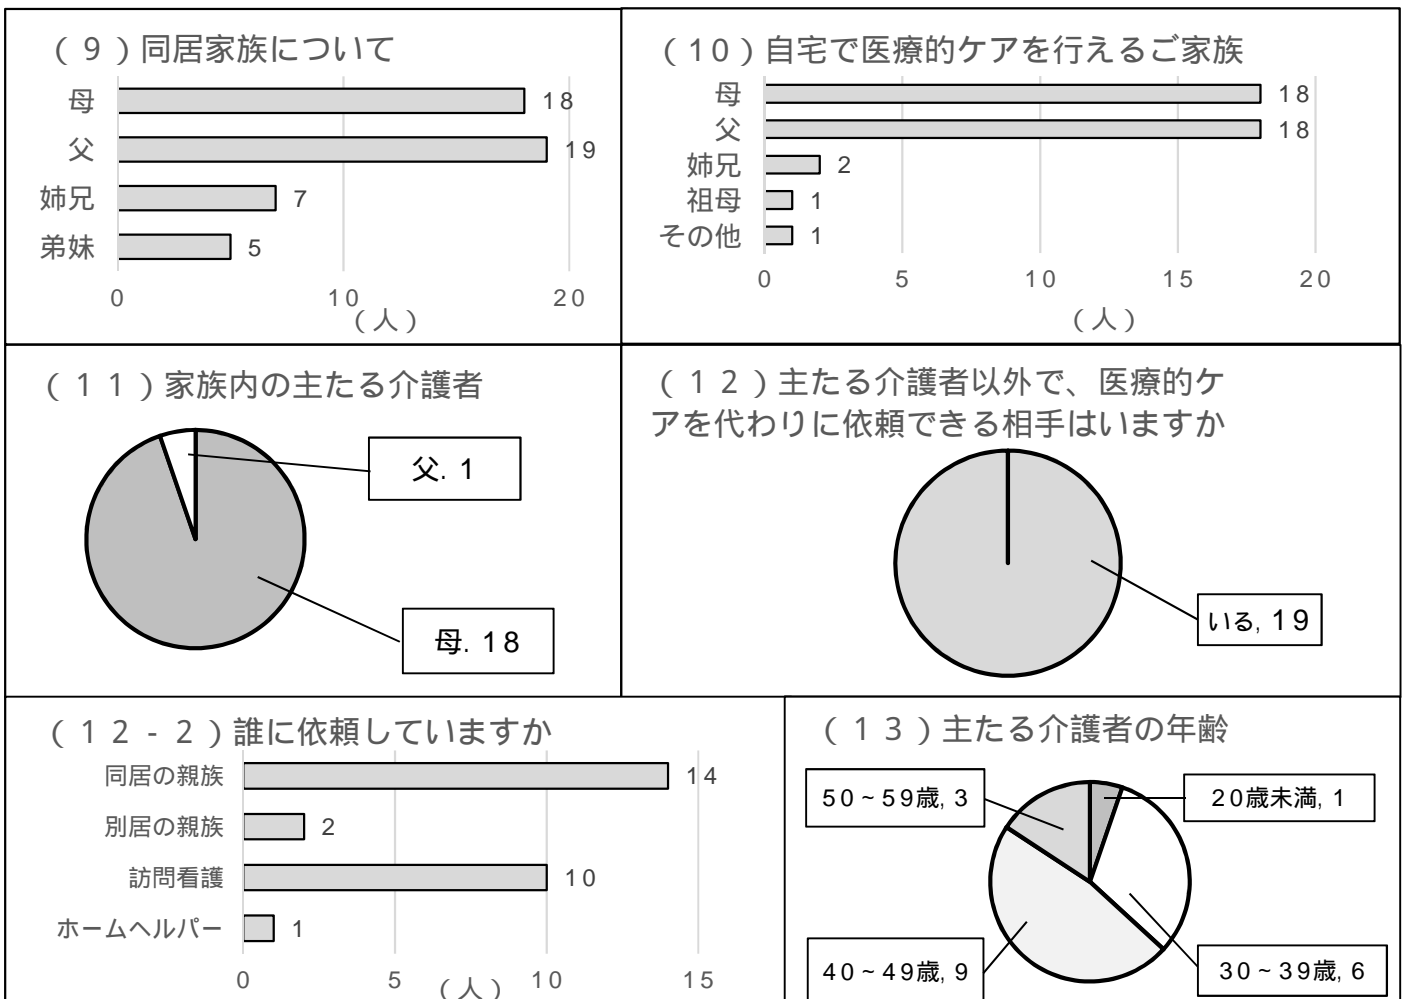 (9)同居家族について
母 18
父 19
姉兄 7
弟妹 5
0 10 20
(人)
(10)自宅で医療的ケアを行えるご家族
母 18
父 18
姉兄 2
祖母 1
その他 1
0 5 10 15 20
(人)
(11)家族内の主たる介護者
父. 1
母. 18
(12)主たる介護者以外で、医療的ケ
アを代わりに依頼できる相手はいますか
いる, 19
(12-2)誰に依頼していますか
同居の親族 14
別居の親族 2
訪問看護 10
ホームヘルパー 1
0 5 10 15
(人)
(13)主たる介護者の年齢
50~59歳, 3
20歳未満, 1
40~49歳, 9
30~39歳, 6